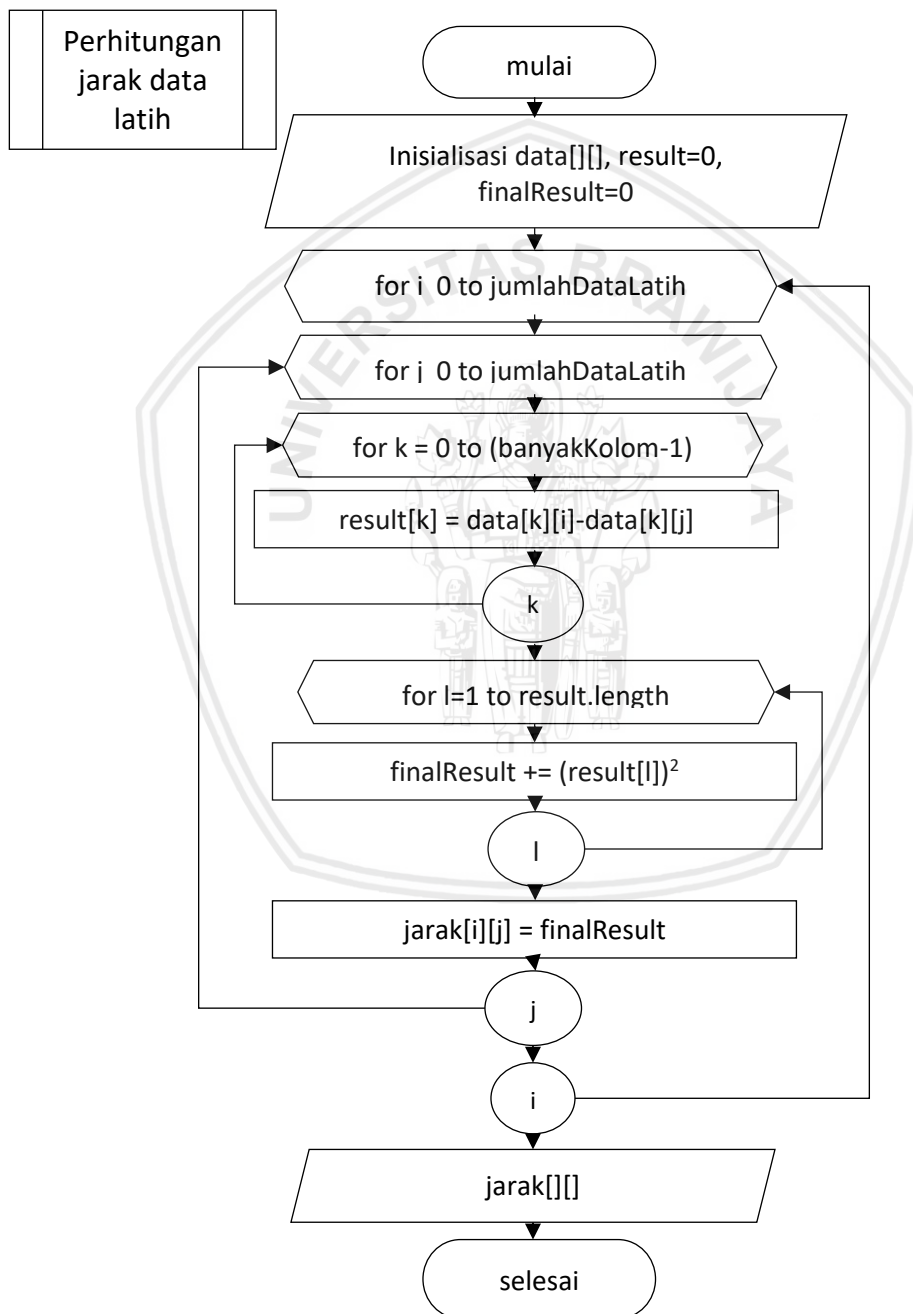 Perhitungan
jarak data
latih
mulai
Inisialisasi data[][], result=0,
finalResult=0
for i 0 to jumlahDataLatih
for j 0 to jumlahDataLatih
for k = 0 to (banyakKolom-1)
result[k] = data[k][i]-data[k][j]
k
for l=1 to result.length
finalResult += (result[l])²
l
jarak[i][j] = finalResult
j
i
jarak[][]
selesai
UNIVERSITAS BRAWIJAYA